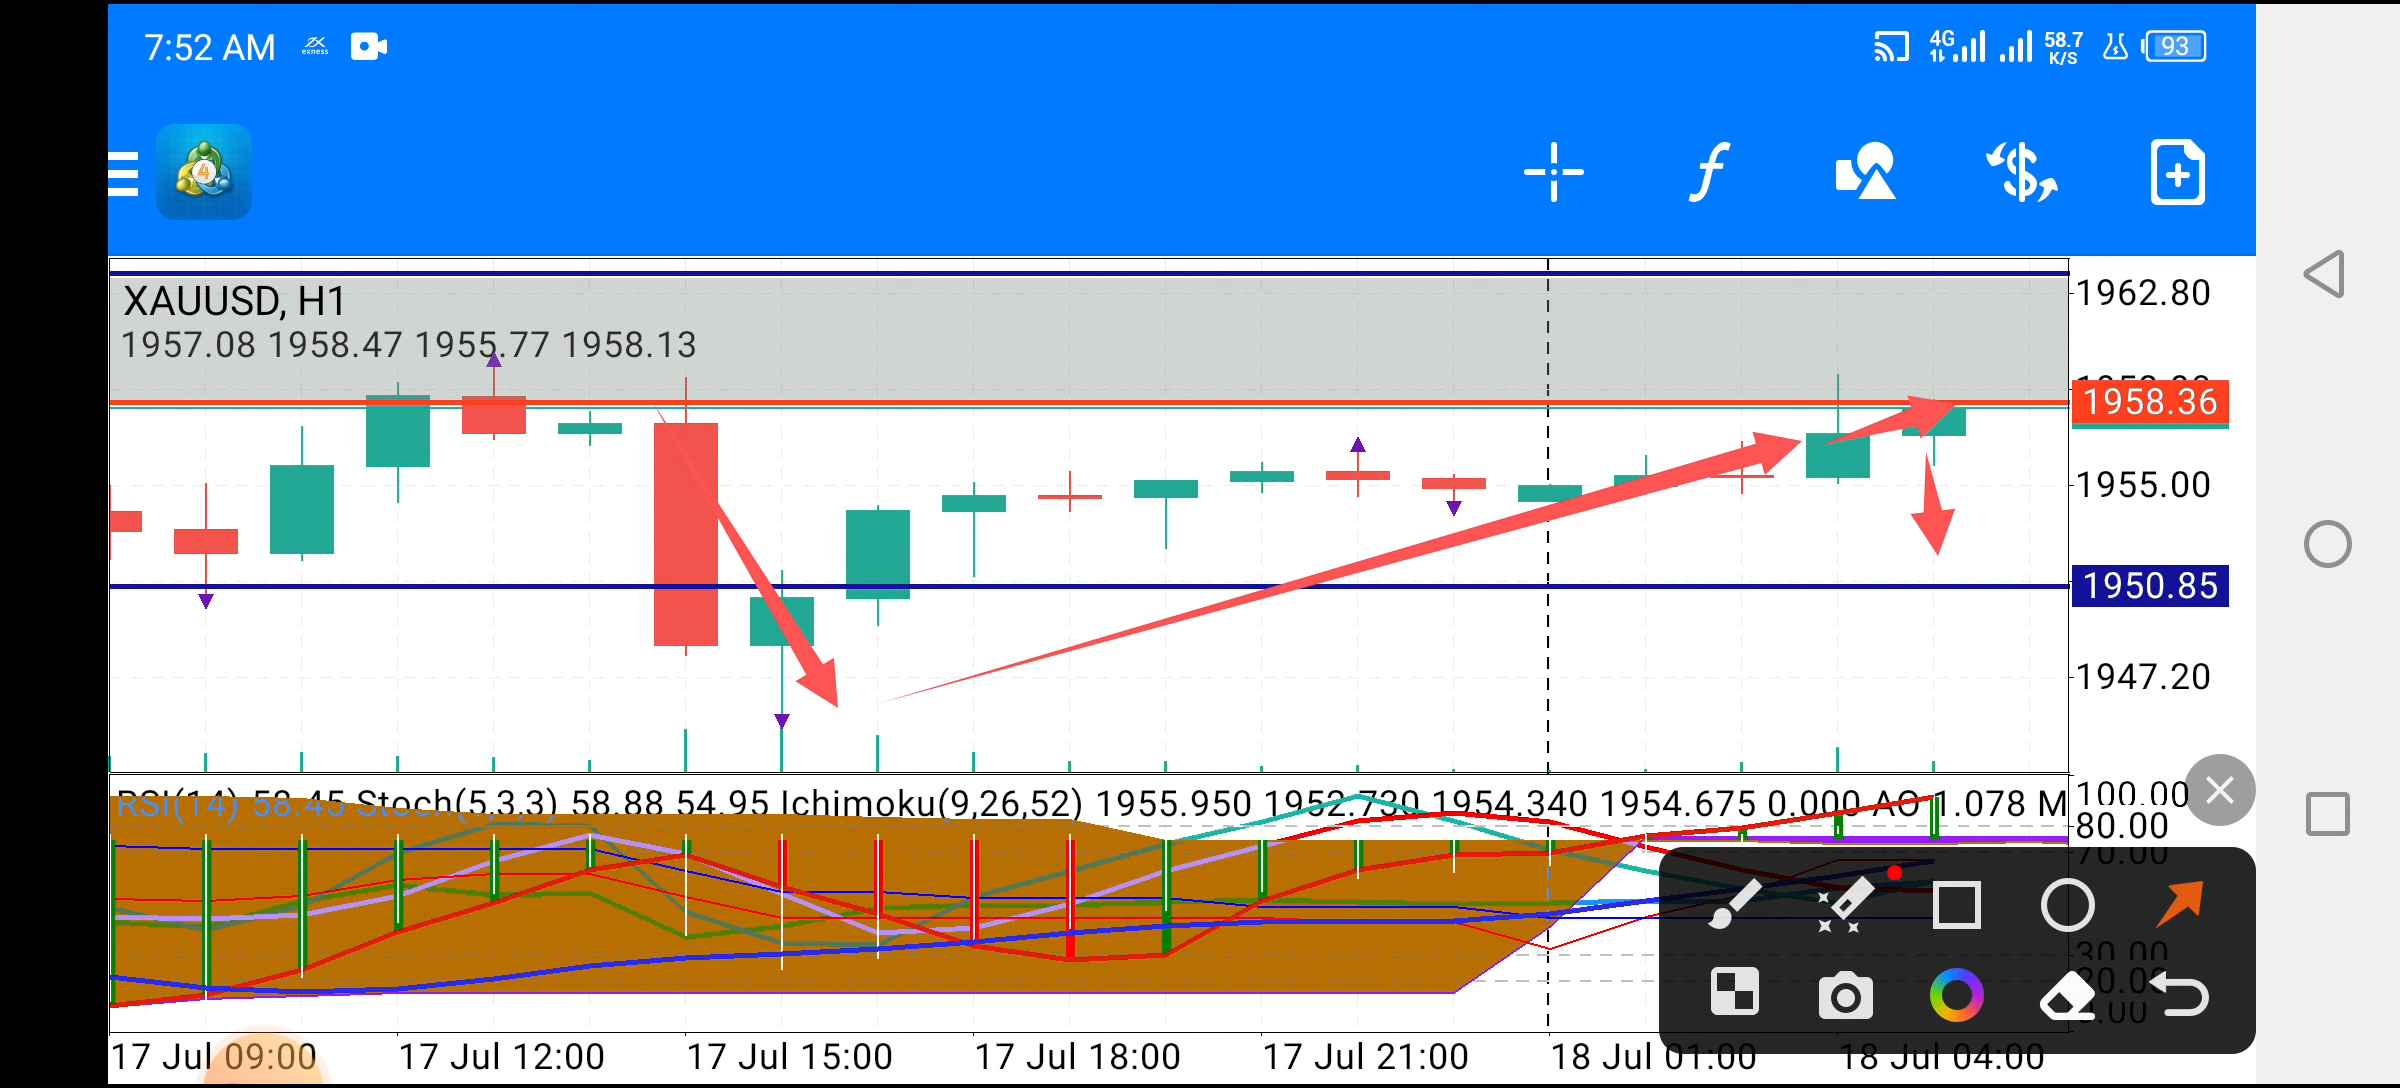 7:52 AM
exness
4G
58.7
K/S
93
4
XAUUSD, H1
1957.08 1958.47 1955.77 1958.13
1962.80
1958.36
1955.00
1950.85
1947.20
RSI(14) 58.45 Stoch(5,3,3) 58.88 54.95 Ichimoku(9,26,52) 1955.950 1952.730 1954.340 1954.675 0.000 AO 1.078 M
100.00
80.00
70.00
17 Jul 09:00
17 Jul 12:00
17 Jul 15:00
17 Jul 18:00
17 Jul 21:00
18 Jul 01:00
18 Jul 04:00